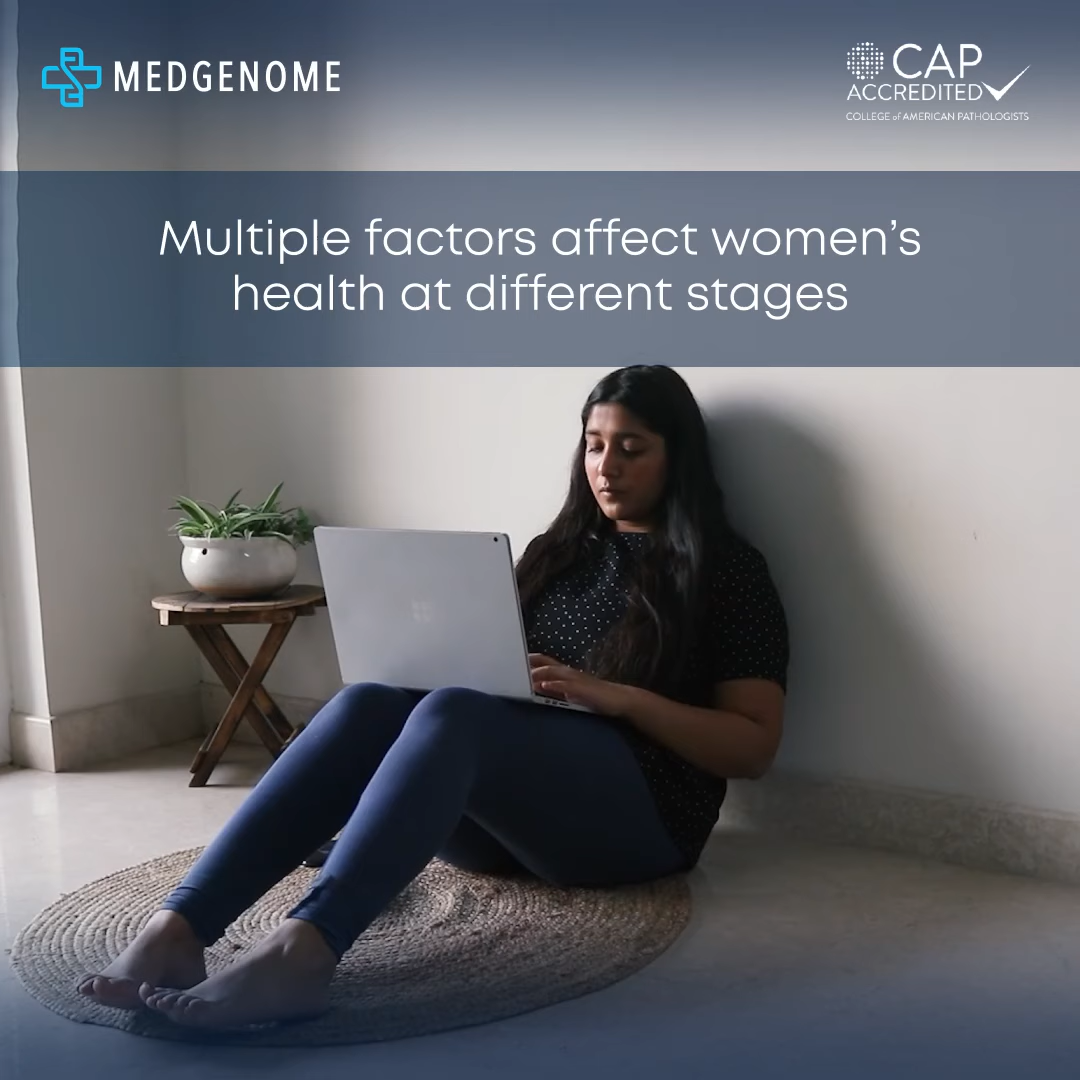 MEDGENOME
CAP
ACCREDITED
COLLEGE of AMERICAN PATHOLOGISTS
Multiple factors affect women’s
health at different stages